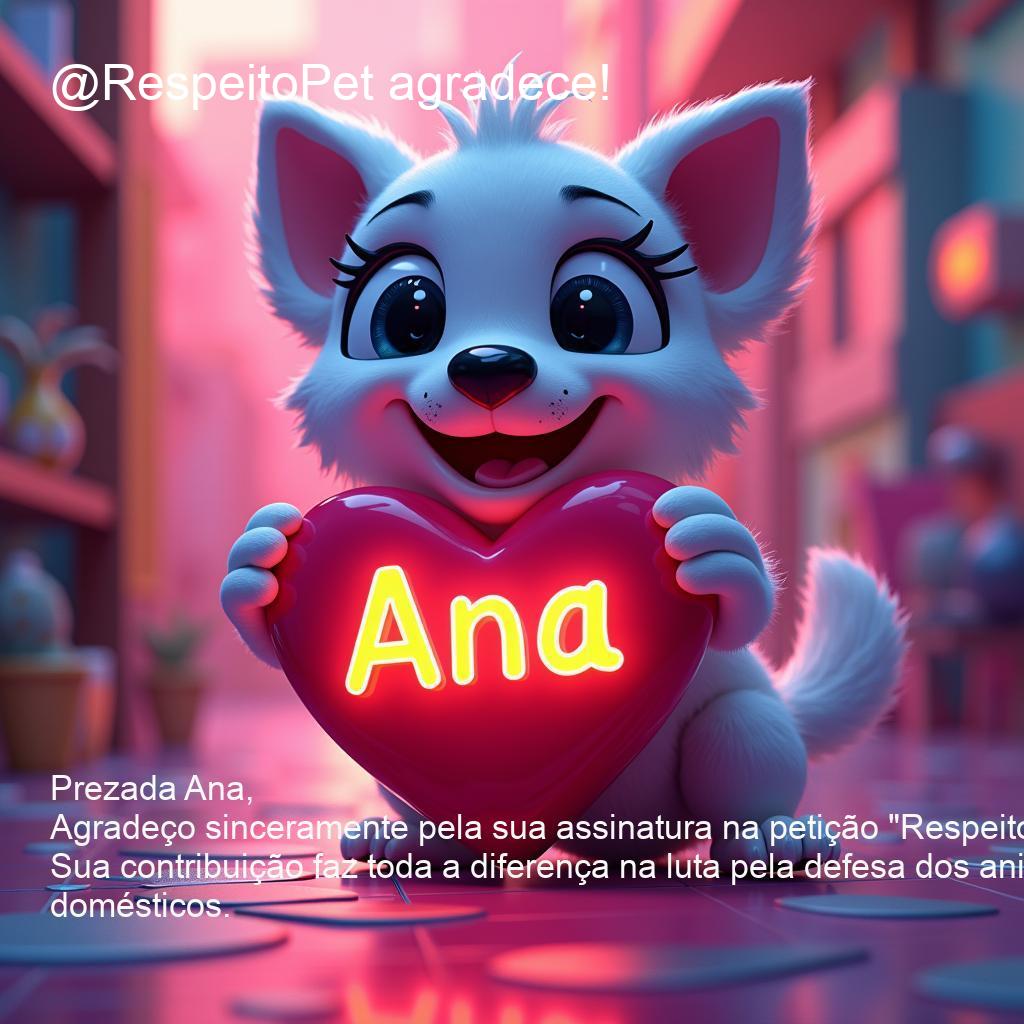 @RespeitoPet agradece!
Ana
Prezada Ana,
Agradeço sinceramente pela sua assinatura na petição "Respeito
Sua contribuição faz toda a diferença na luta pela defesa dos ani
domésticos.